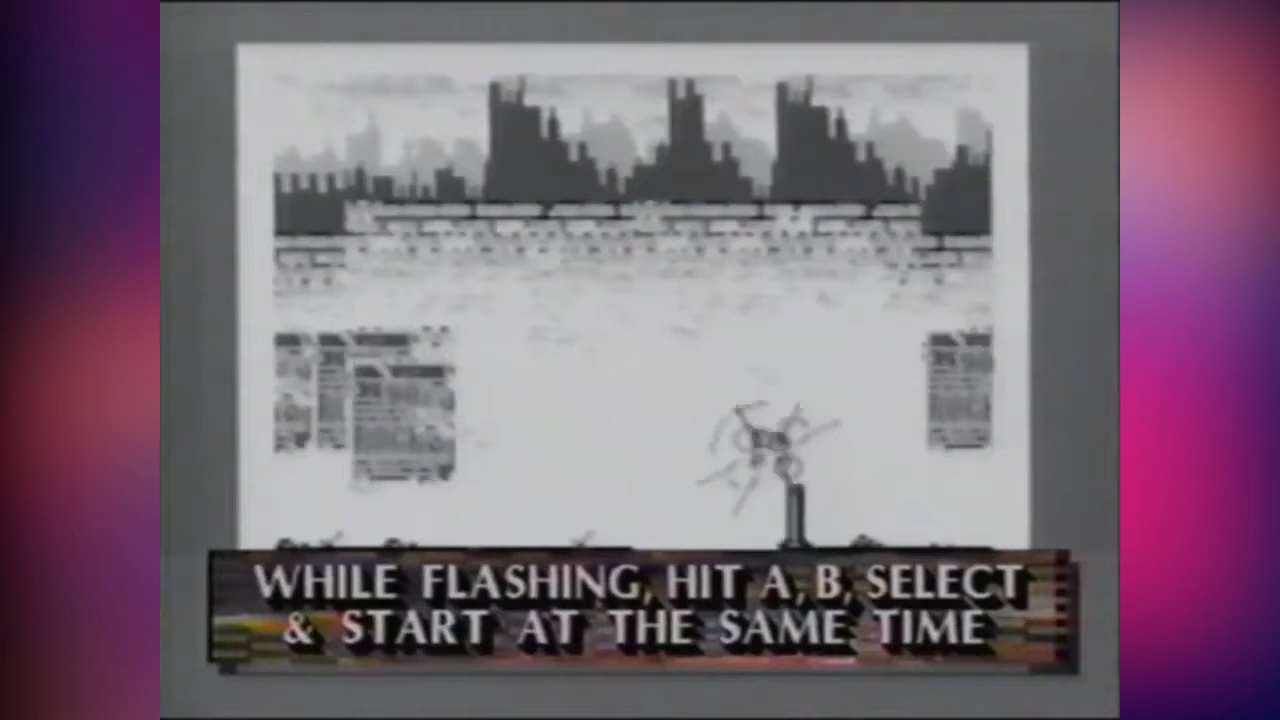 WHILE FLASHING, HIT A, B, SELECT
& START AT THE SAME TIME